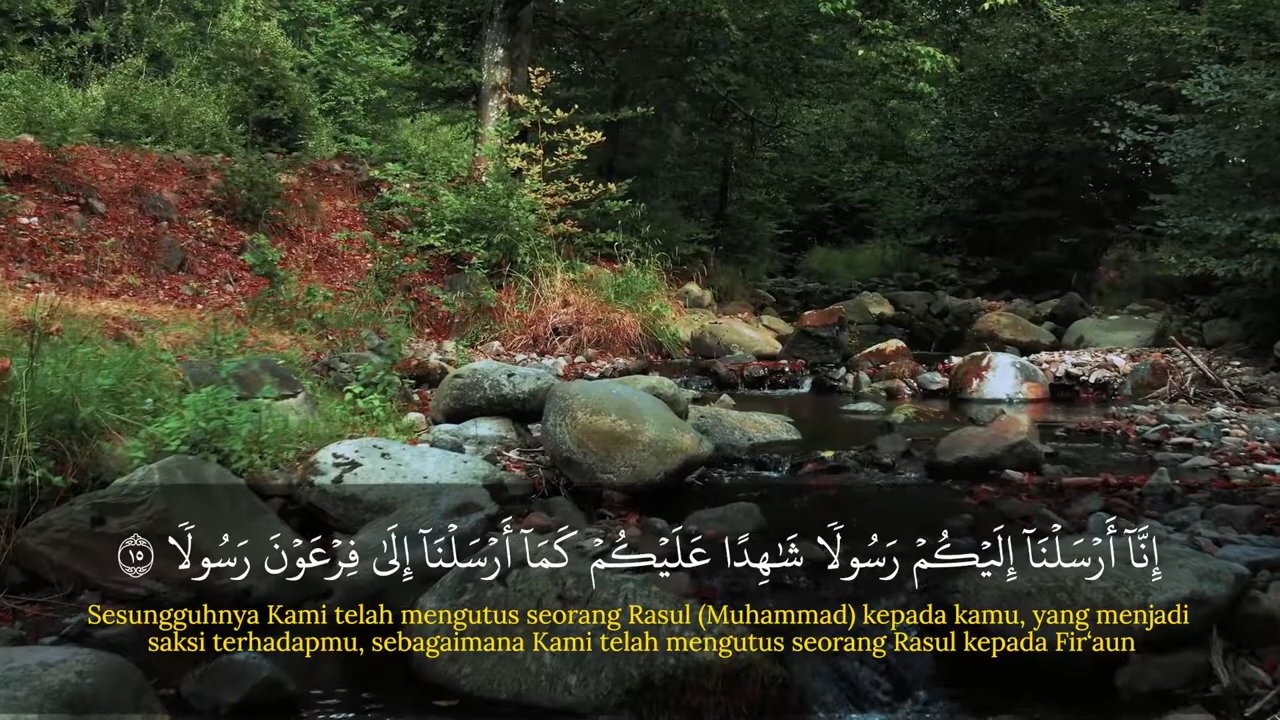 إِنَّآ أَرْسَلْنَآ إِلَيْكُمْ رَسُولًا شَـٰهِدًا عَلَيْكُمْ كَمَآ أَرْسَلْنَآ إِلَىٰ فِرْعَوْنَ رَسُولًا ١٥
Sesungguhnya Kami telah mengutus seorang Rasul (Muhammad) kepada kamu, yang menjadi
saksi terhadapmu, sebagaimana Kami telah mengutus seorang Rasul kepada Fir‘aun